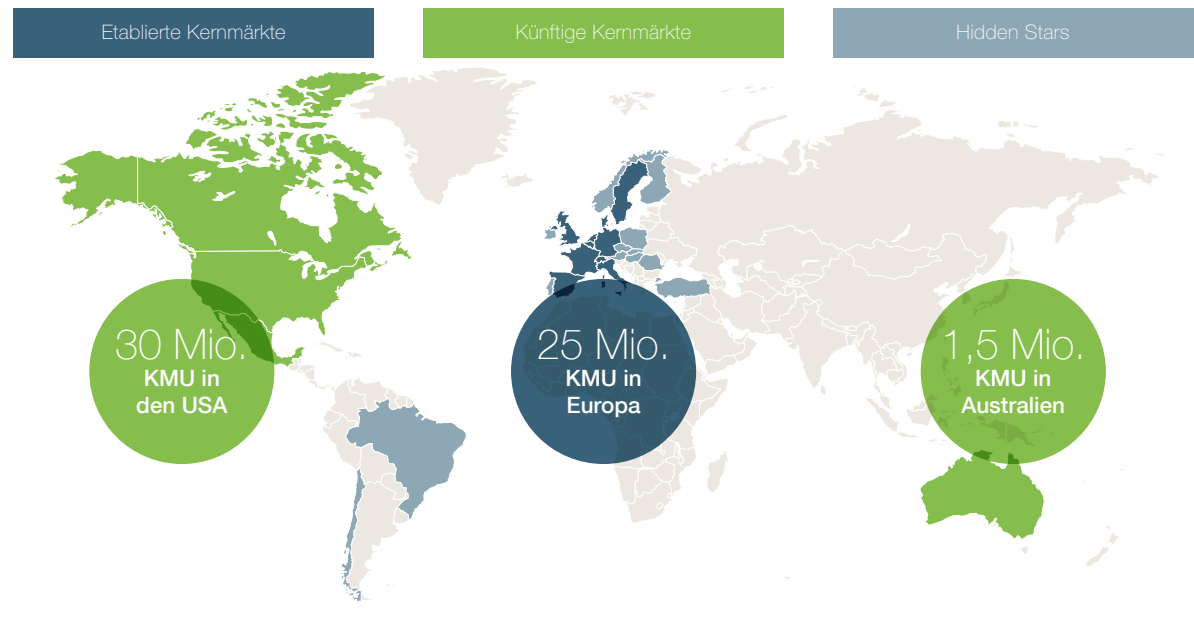 Etablierte Kernmärkte
Künftige Kernmärkte
Hidden Stars
30 Mio.
KMU in
den USA
25 Mio.
KMU in
Europa
1,5 Mio.
KMU in
Australien